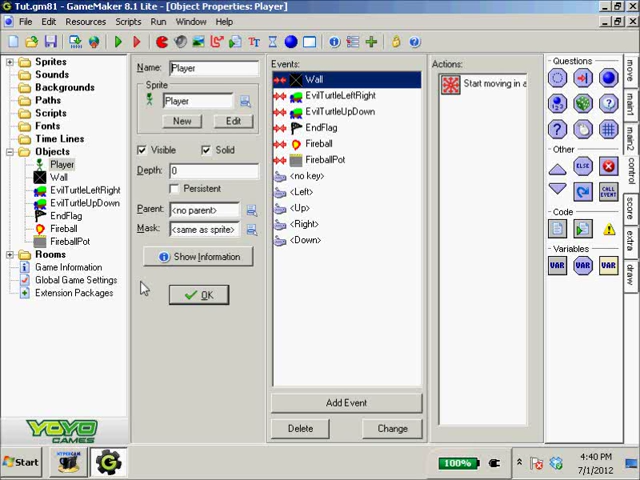 Tut.gm81 - GameMaker 8.1 Lite - [Object Properties: Player]
File Edit Resources Scripts Run Window Help
Sprites
Sounds
Backgrounds
Paths
Scripts
Fonts
Time Lines
Objects
Player
Wall
EvilTurtleLeftRight
EvilTurtleUpDown
EndFlag
Fireball
FireballPot
Rooms
Game Information
Global Game Settings
Extension Packages
YOYO
GAMES
Name: Player
Sprite
Player
New Edit
Visible Solid
Depth: 0
Persistent
Parent: <no parent>
Mask: <same as sprite>
Show Information
OK
Events:
Wall
EvilTurtleLeftRight
EvilTurtleUpDown
EndFlag
Fireball
FireballPot
<no key>
<Left>
<Up>
<Right>
<Down>
Add Event
Delete Change
Actions:
Start moving in a
Questions
Other
EXIT
CALL EVENT
Code
Variables
VAR VAR VAR
move
main1
main2
control
score
extra
draw
Start
HYPERCAM
100%
4:40 PM
7/1/2012